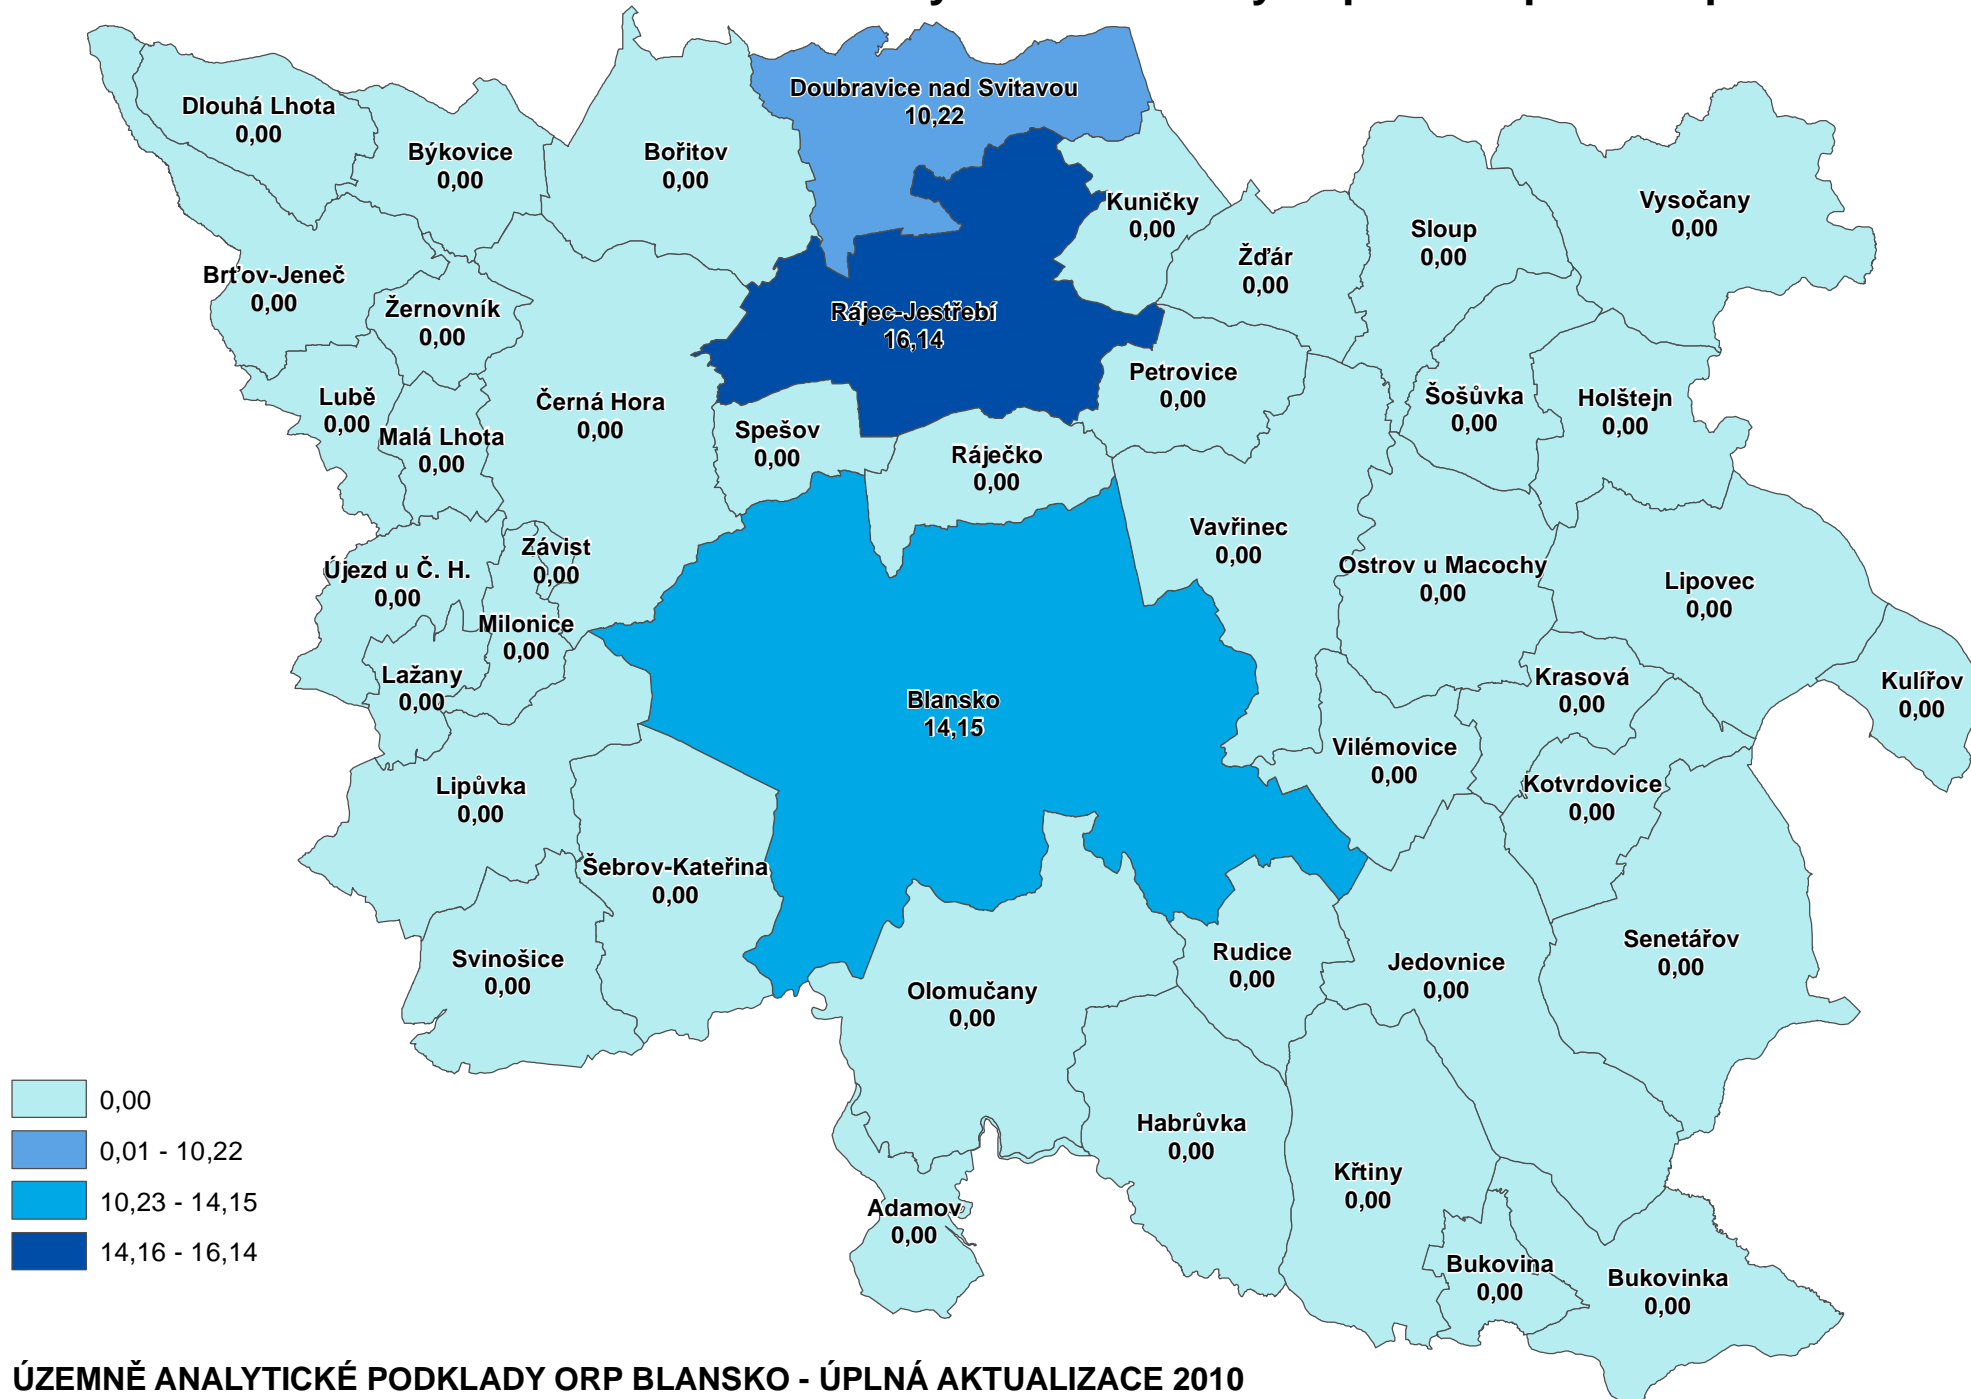 Doubravice nad Svitavou
10,22
Dlouhá Lhota
0,00
Býkovice
0,00
Bořitov
0,00
Kuničky
0,00
Vysočany
0,00
Sloup
0,00
Žďár
0,00
Brťov-Jeneč
0,00
Žernovník
0,00
Rájec-Jestřebí
16,14
Petrovice
0,00
Lubě
0,00
Malá Lhota
0,00
Černá Hora
0,00
Spešov
0,00
Ráječko
0,00
Šošůvka
0,00
Holštejn
0,00
Vavřinec
0,00
Ostrov u Macochy
0,00
Lipovec
0,00
Újezd u Č. H.
0,00
Závist
0,00
Milonice
0,00
Lažany
0,00
Blansko
14,15
Krasová
0,00
Kulířov
0,00
Vilémovice
0,00
Kotvrdovice
0,00
Lipůvka
0,00
Šebrov-Kateřina
0,00
Svinošice
0,00
Olomučany
0,00
Rudice
0,00
Jedovnice
0,00
Senetářov
0,00
Habrůvka
0,00
Křtiny
0,00
Adamov
0,00
Bukovina
0,00
Bukovinka
0,00
0,00
0,01 - 10,22
10,23 - 14,15
14,16 - 16,14
ÚZEMNĚ ANALYTICKÉ PODKLADY ORP BLANSKO - ÚPLNÁ AKTUALIZACE 2010